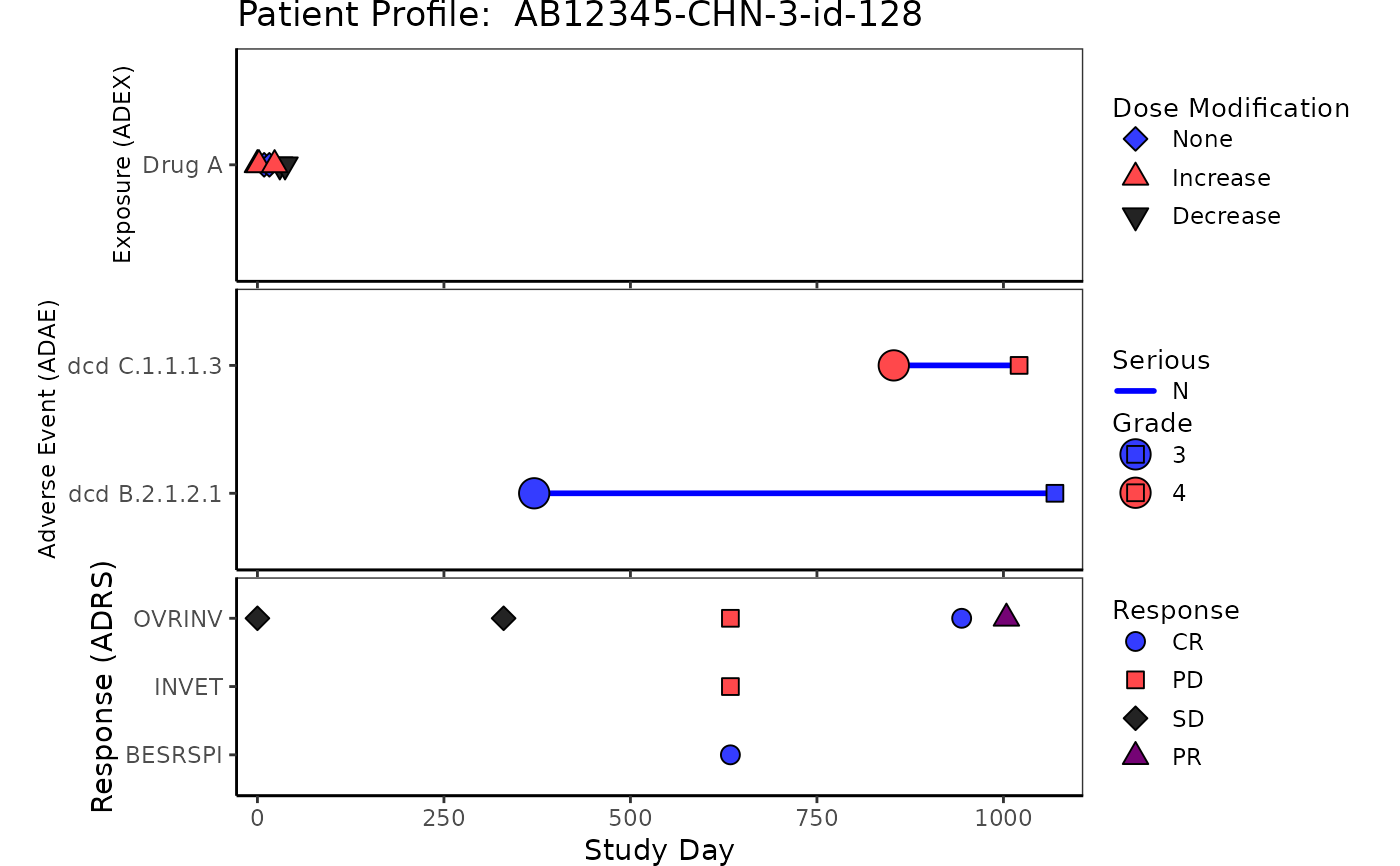 Patient Profile:  AB12345-CHN-3-id-128
Exposure (ADEX)
Drug A
Dose Modification
None
Increase
Decrease
Adverse Event (ADAE)
dcd C.1.1.1.3
dcd B.2.1.2.1
Serious
N
Grade
3
4
Response (ADRS)
OVRINV
INVET
BESRSPI
Response
CR
PD
SD
PR
0 250 500 750 1000
Study Day